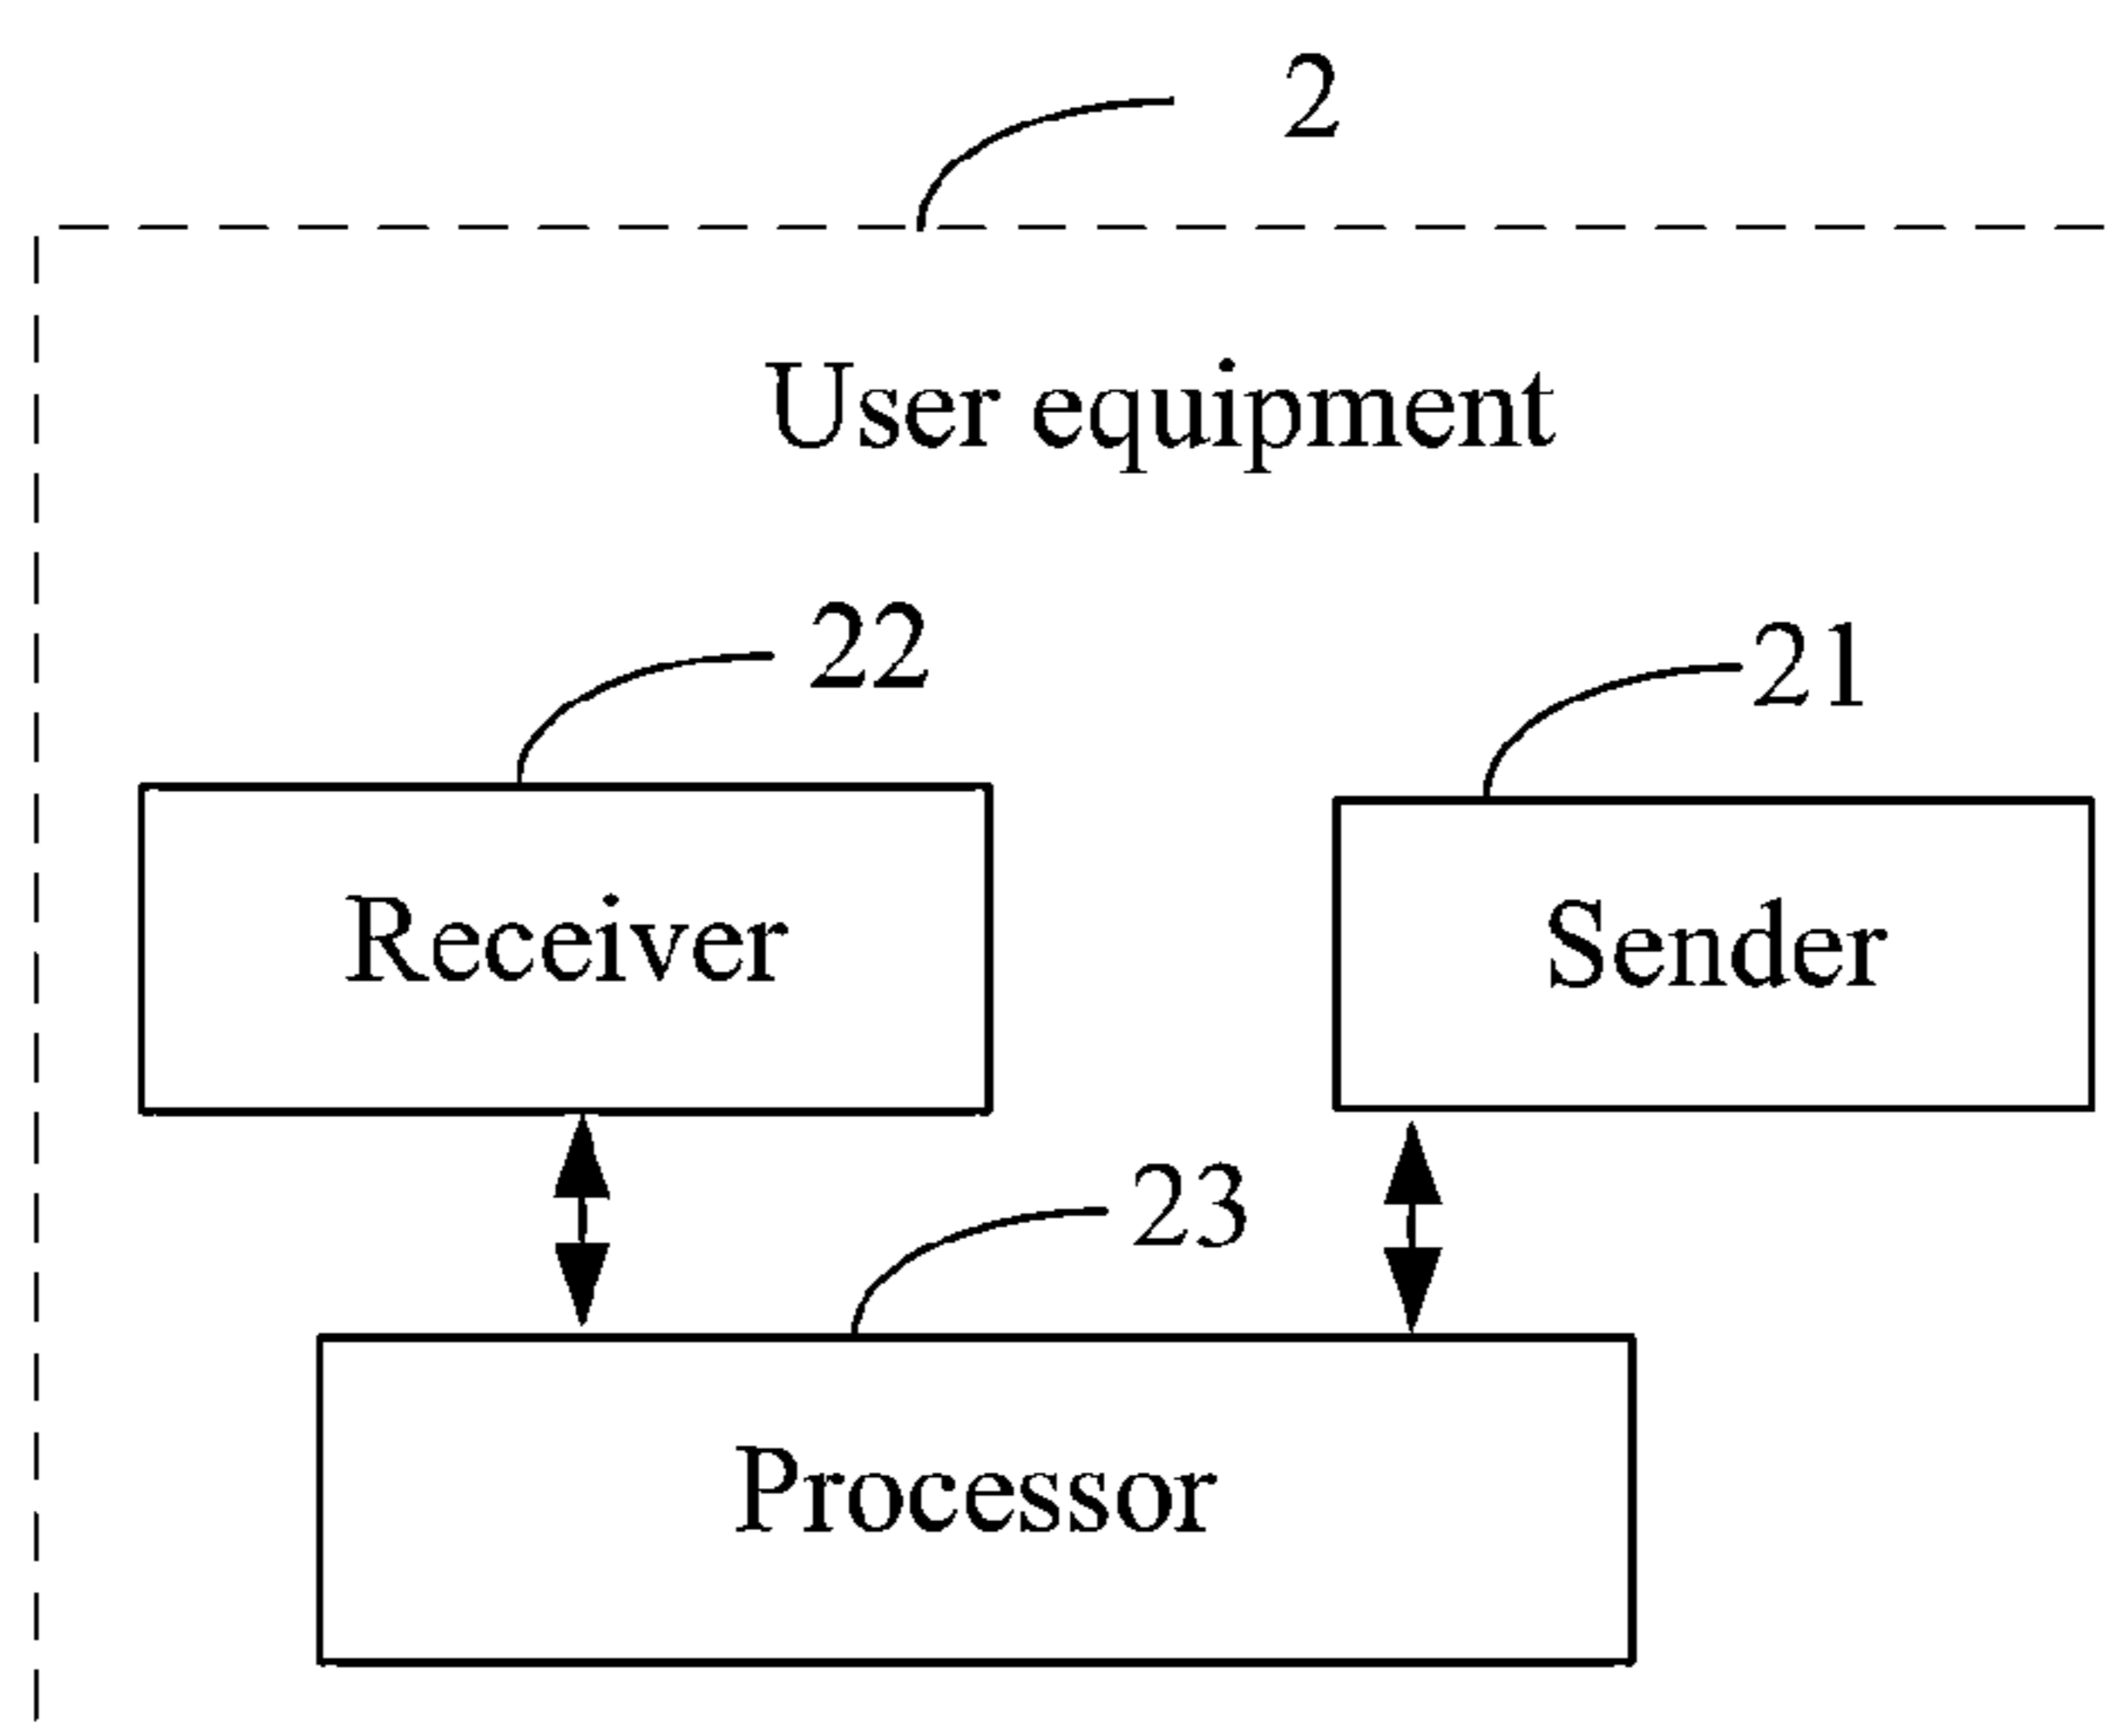 2
User equipment
22
21
Receiver
Sender
23
Processor